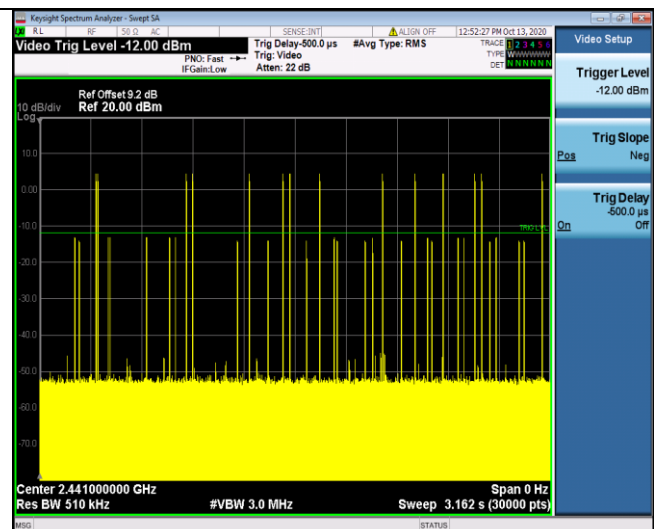 Keysight Spectrum Analyzer - Swept SA
RL RF 50 Ω AC SENSE:INT ALIGN OFF 12:52:27 PM Oct 13, 2020
Video Trig Level -12.00 dBm
PNO: Fast
IFGain:Low
Trig Delay-500.0 µs
Trig: Video
Atten: 22 dB
#Avg Type: RMS
TRACE 1 2 3 4 5 6
TYPE WWWWWW
DET N N N N N N
Ref Offset 9.2 dB
10 dB/div Ref 20.00 dBm
Log
10.0
0.00
-10.0
TRIG LVL
-20.0
-30.0
-40.0
-50.0
-60.0
-70.0
Center 2.441000000 GHz Span 0 Hz
Res BW 510 kHz #VBW 3.0 MHz Sweep 3.162 s (30000 pts)
MSG STATUS
Video Setup
Trigger Level
-12.00 dBm
Trig Slope
Pos Neg
Trig Delay
-500.0 µs
On Off